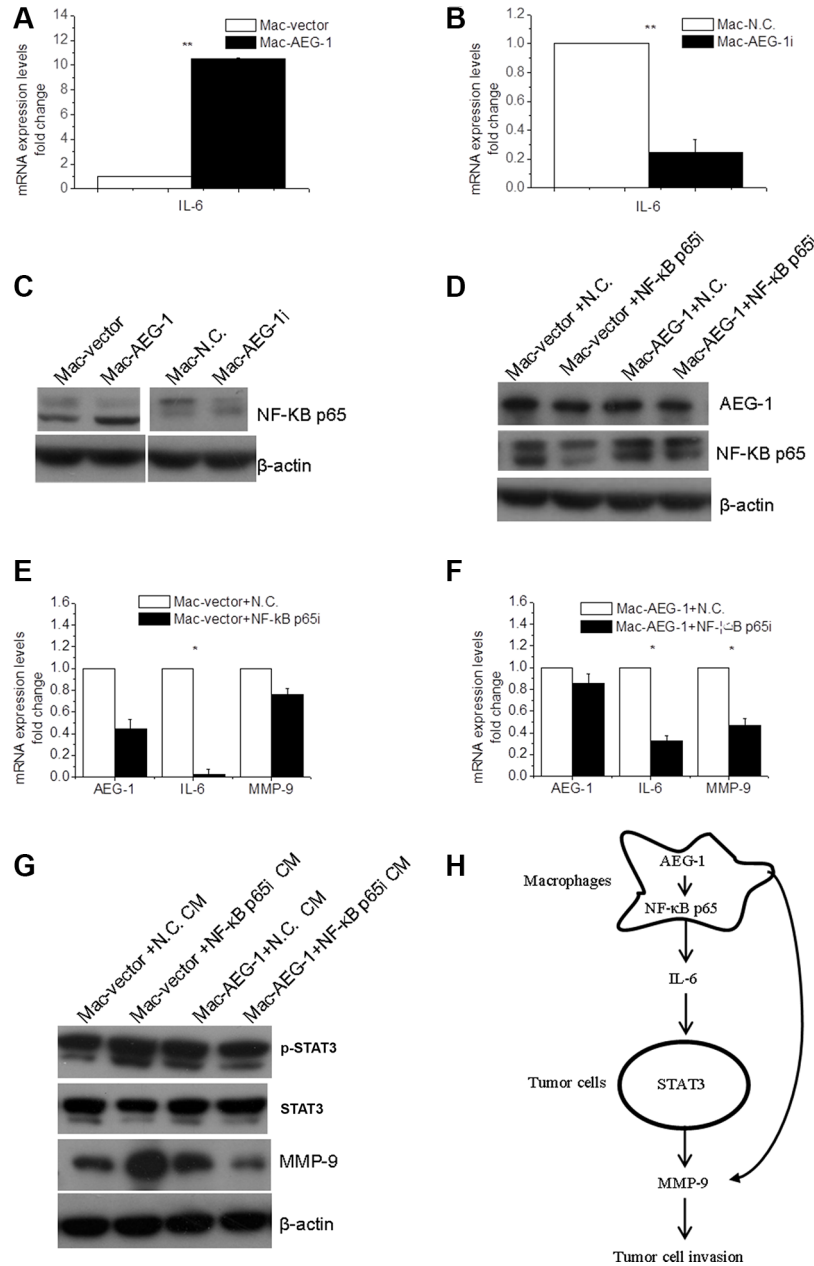 A
14
12
10
8
6
4
2
0
mRNA expression levels
fold change
Mac-vector
Mac-AEG-1
**
IL-6
B
1.2
1.0
0.8
0.6
0.4
0.2
0.0
mRNA expression levels
fold change
Mac-N.C.
Mac-AEG-1i
**
IL-6
C
Mac-vector
Mac-AEG-1
Mac-N.C.
Mac-AEG-1i
NF-KB p65
β-actin
D
Mac-vector +N.C.
Mac-vector +NF-κB p65i
Mac-AEG-1+N.C.
Mac-AEG-1+NF-κB p65i
AEG-1
NF-KB p65
β-actin
E
1.6
1.4
1.2
1.0
0.8
0.6
0.4
0.2
0.0
mRNA expression levels
fold change
Mac-vector+N.C.
Mac-vector+NF-kB p65i
*
AEG-1
IL-6
MMP-9
F
1.6
1.4
1.2
1.0
0.8
0.6
0.4
0.2
0.0
mRNA expression levels
fold change
Mac-AEG-1+N.C.
Mac-AEG-1+ p65i
*
*
AEG-1
IL-6
MMP-9
G
Mac-vector +N.C. CM
Mac-vector +NF-κB p65i CM
Mac-AEG-1+N.C. CM
Mac-AEG-1+NF-κB p65i CM
p-STAT3
STAT3
MMP-9
β-actin
H
Macrophages
AEG-1
NF-κB p65
IL-6
Tumor cells
STAT3
MMP-9
Tumor cell invasion